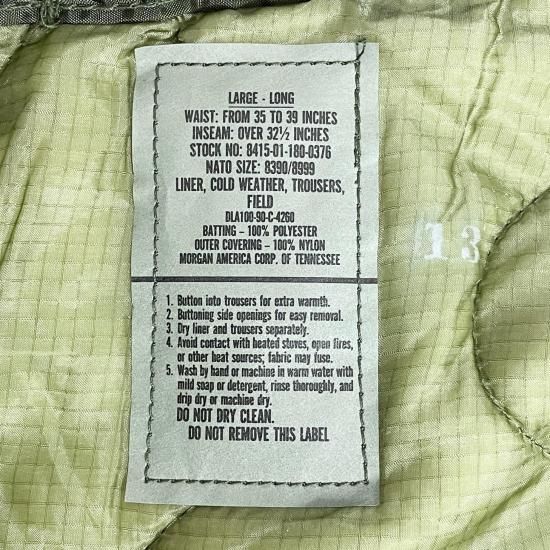 LARGE - LONG
WAIST: FROM 35 TO 39 INCHES
INSEAM: OVER 32½ INCHES
STOCK NO: 8415-01-180-0376
NATO SIZE: 8390/8999
LINER, COLD WEATHER, TROUSERS,
FIELD
DLA100-90-C-4260
BATTING - 100% POLYESTER
OUTER COVERING - 100% NYLON
MORGAN AMERICA CORP. OF TENNESSEE
1. Button into trousers for extra warmth.
2. Buttoning side openings for easy removal.
3. Dry liner and trousers separately.
4. Avoid contact with heated stoves, open fires,
or other heat sources; fabric may fuse.
5. Wash by hand or machine in warm water with
mild soap or detergent, rinse thoroughly, and
drip dry or machine dry.
DO NOT DRY CLEAN.
DO NOT REMOVE THIS LABEL
13